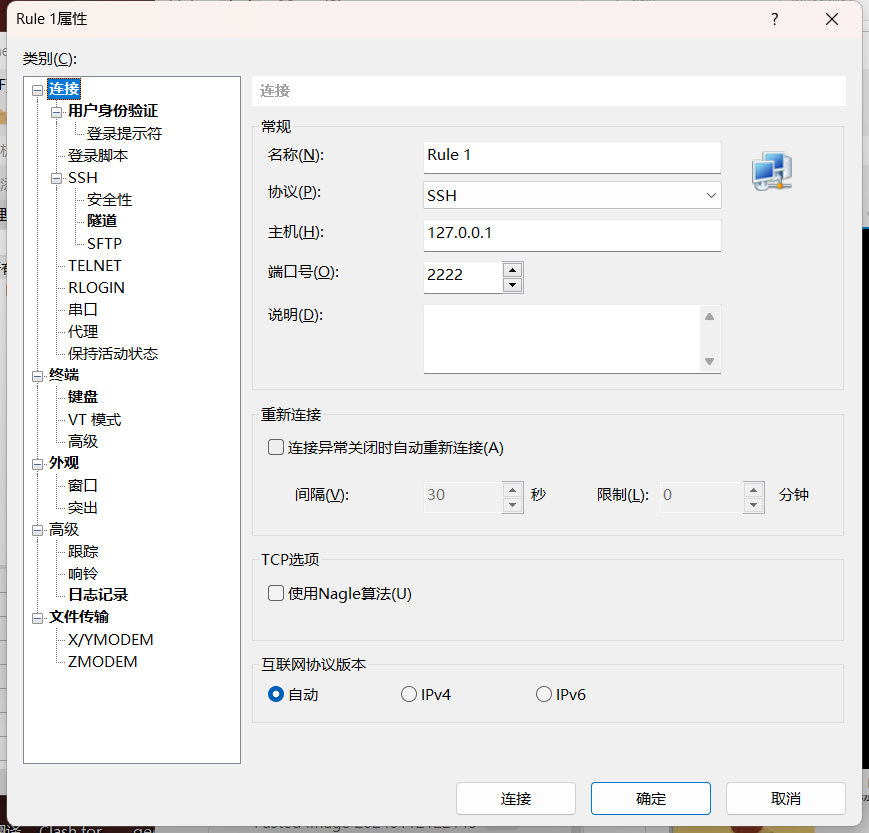 Rule 1属性
?
类别(C):
连接
用户身份验证
登录提示符
登录脚本
SSH
安全性
隧道
SFTP
TELNET
RLOGIN
串口
代理
保持活动状态
终端
键盘
VT 模式
高级
外观
窗口
突出
高级
跟踪
响铃
日志记录
文件传输
X/YMODEM
ZMODEM
连接
常规
名称(N): Rule 1
协议(P): SSH
主机(H): 127.0.0.1
端口号(O): 2222
说明(D):
重新连接
连接异常关闭时自动重新连接(A)
间隔(V): 30 秒 限制(L): 0 分钟
TCP选项
使用Nagle算法(U)
互联网协议版本
自动 IPv4 IPv6
连接 确定 取消